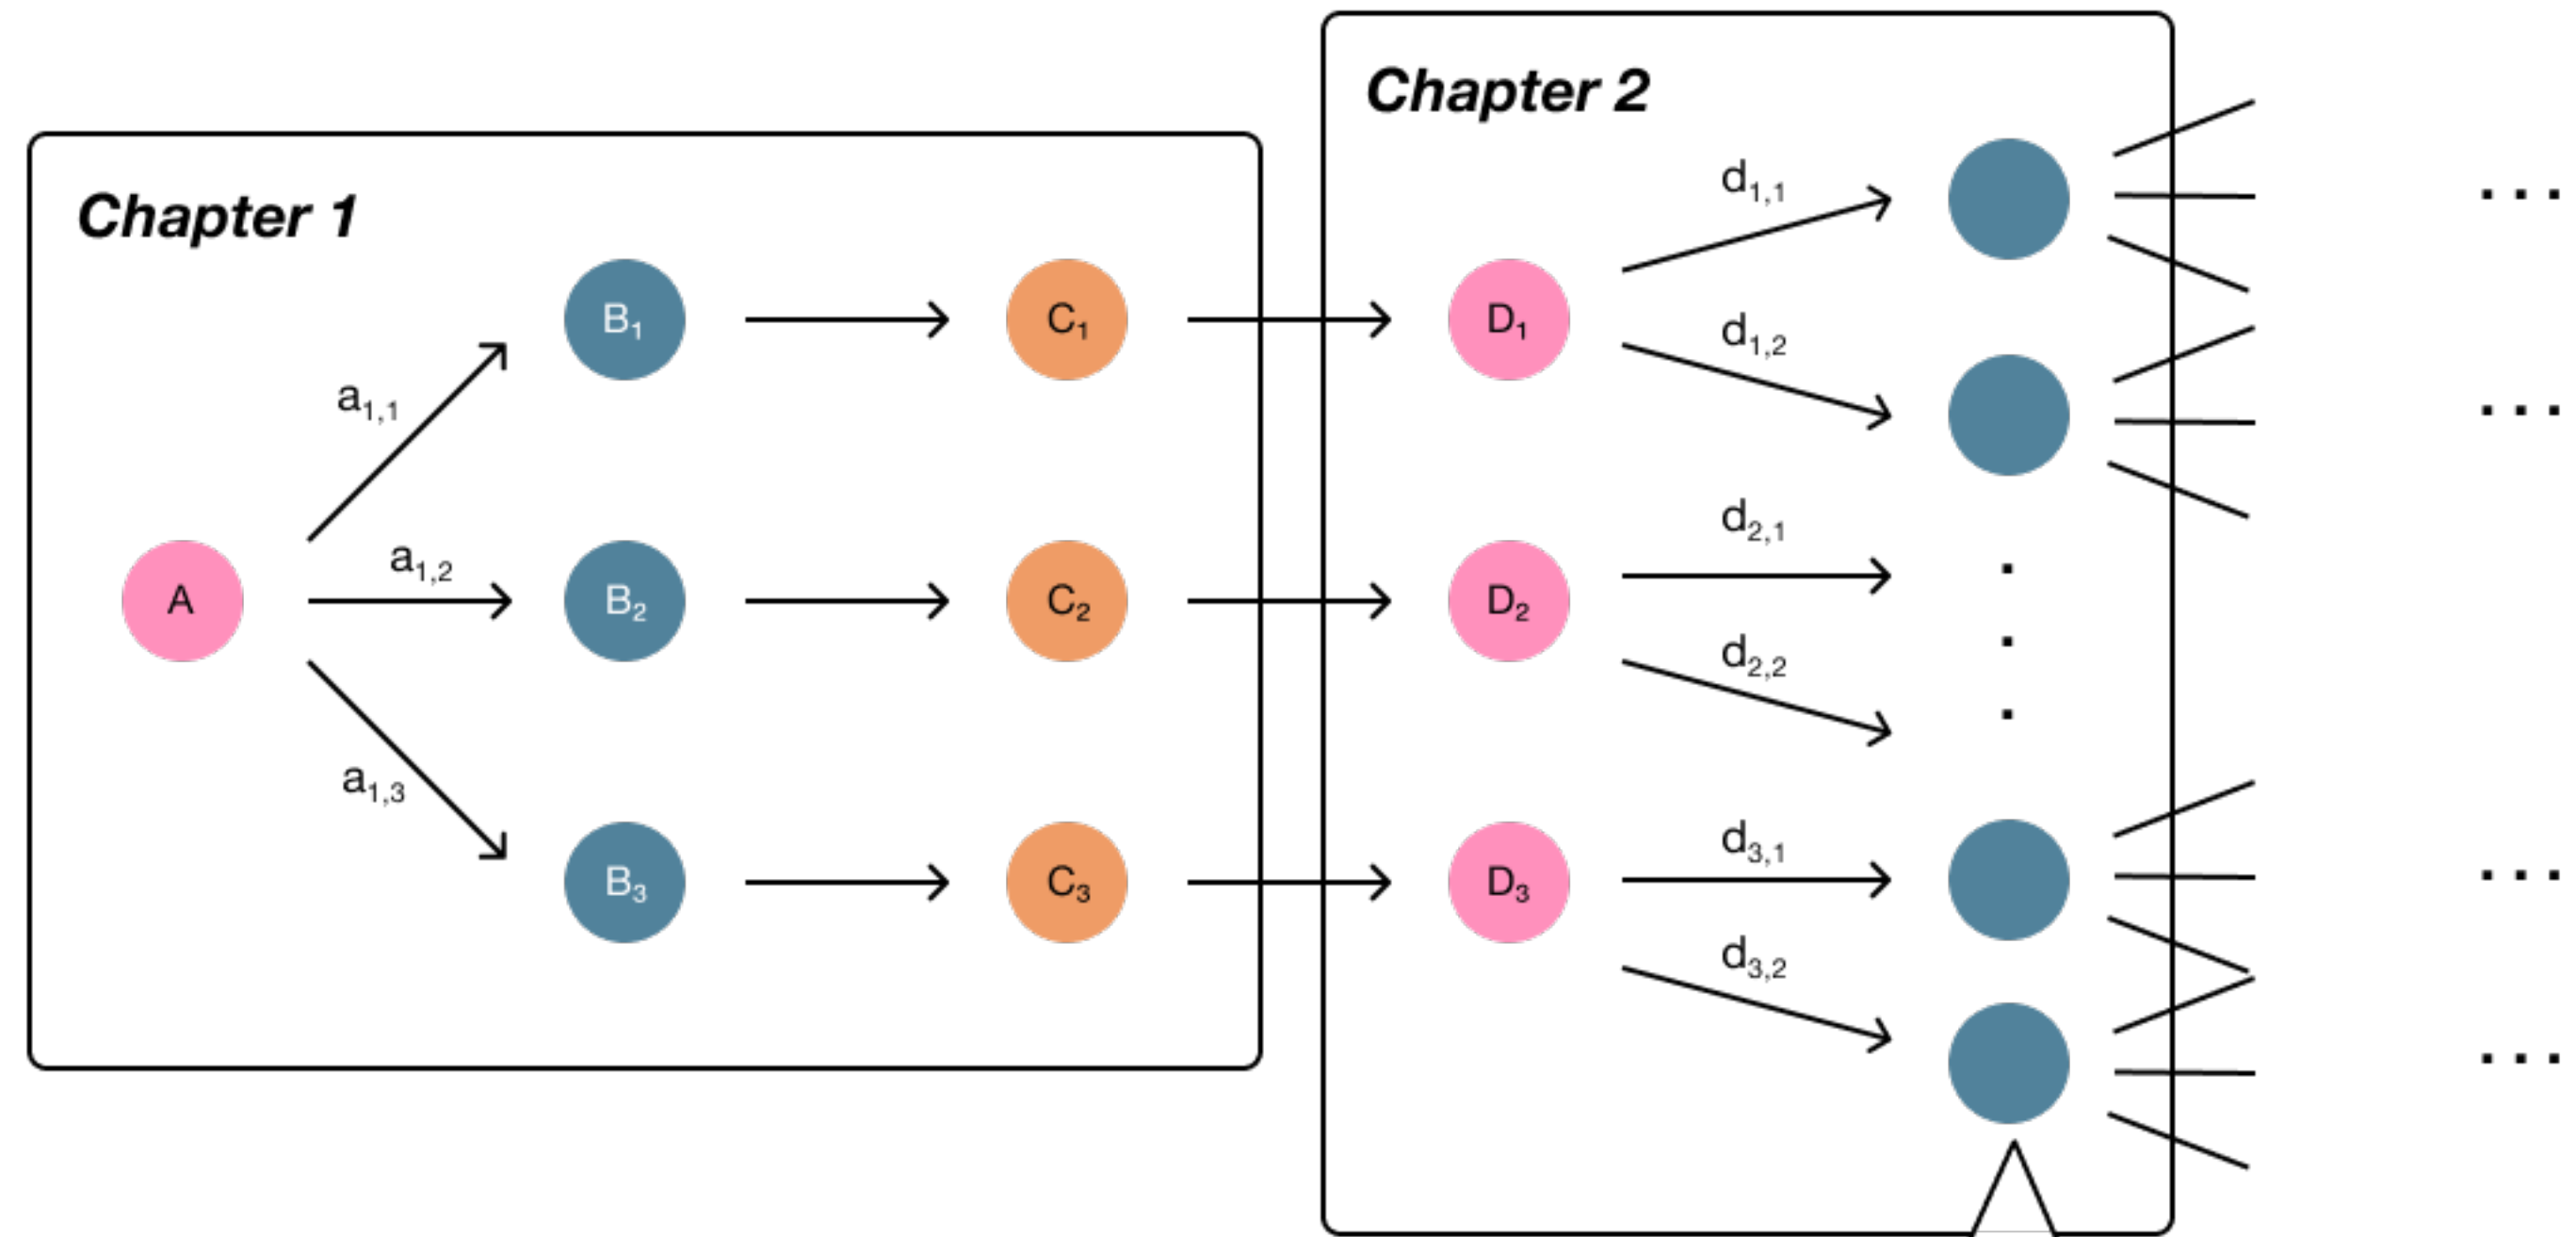 Chapter 1
A
a₁,₁
a₁,₂
a₁,₃
B₁
B₂
B₃
C₁
C₂
C₃
Chapter 2
D₁
D₂
D₃
d₁,₁
d₁,₂
d₂,₁
d₂,₂
d₃,₁
d₃,₂